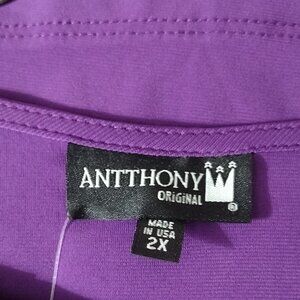 ANTTHONY
ORIGINAL
MADE
IN USA
2X